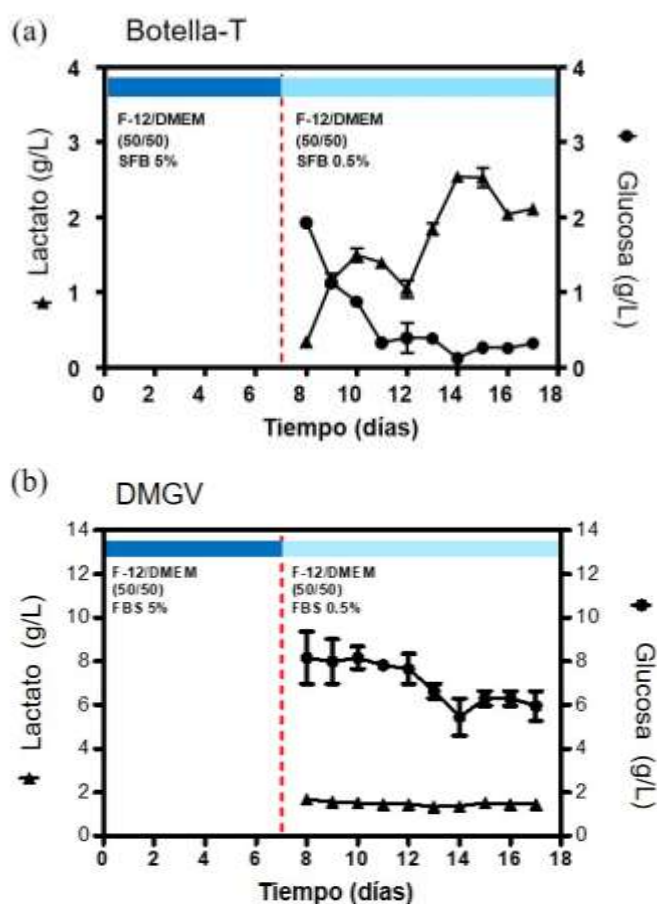 (a)
Botella-T
4
3
2
1
0
Lactato (g/L)
F-12/DMEM
(50/50)
SFB 5%
F-12/DMEM
(50/50)
SFB 0.5%
4
3
2
1
0
Glucosa (g/L)
0 2 4 6 8 10 12 14 16 18
Tiempo (días)
(b)
DMGV
14
12
10
8
6
4
2
0
Lactato (g/L)
F-12/DMEM
(50/50)
FBS 5%
F-12/DMEM
(50/50)
FBS 0.5%
14
12
10
8
6
4
2
0
Glucosa (g/L)
0 2 4 6 8 10 12 14 16 18
Tiempo (días)